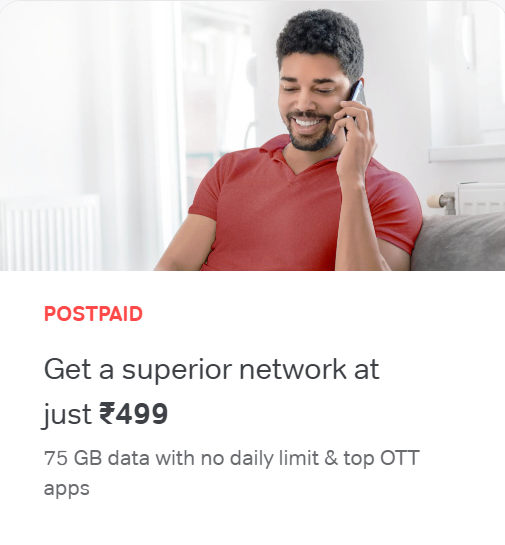 POSTPAID
Get a superior network at
just ₹499
75 GB data with no daily limit & top OTT
apps